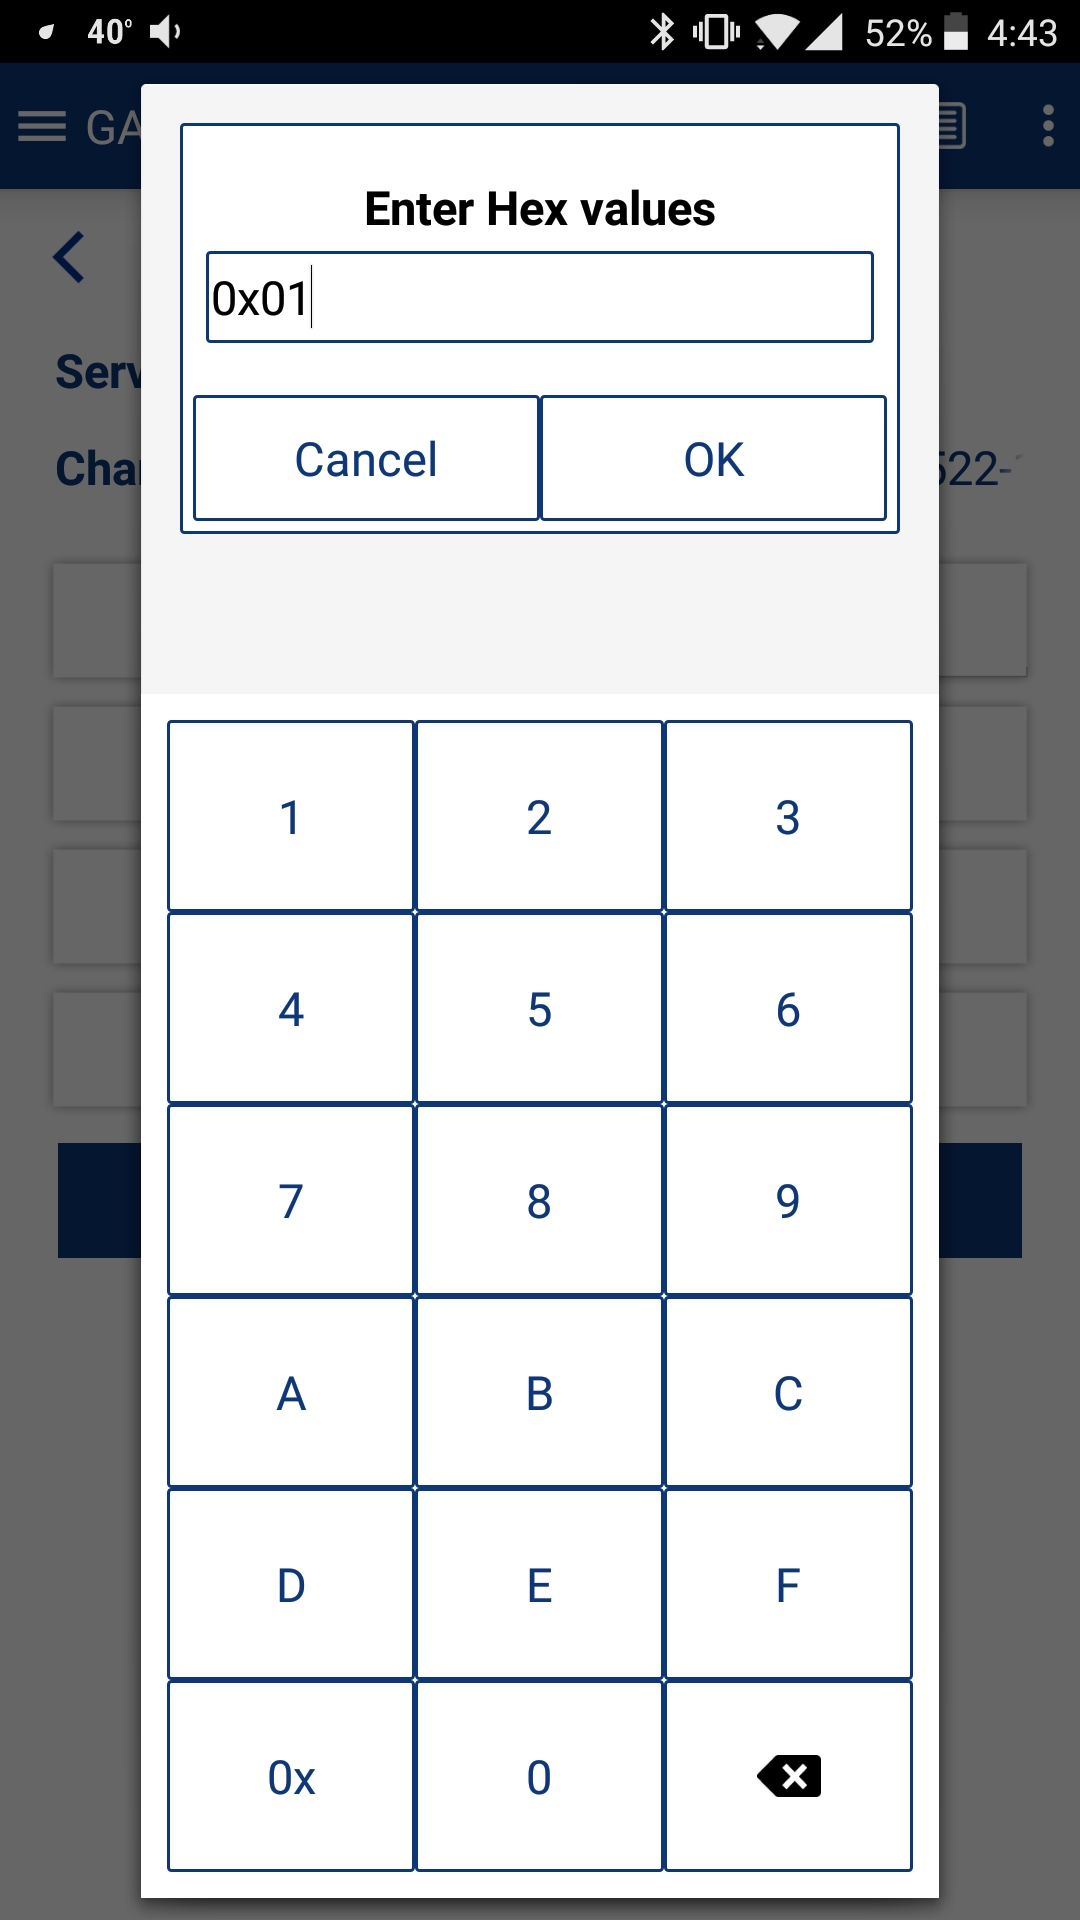 40° 52% 4:43
GA
Enter Hex values
0x01
Serv
Cancel OK
Char 522-
1 2 3
4 5 6
7 8 9
A B C
D E F
0x 0